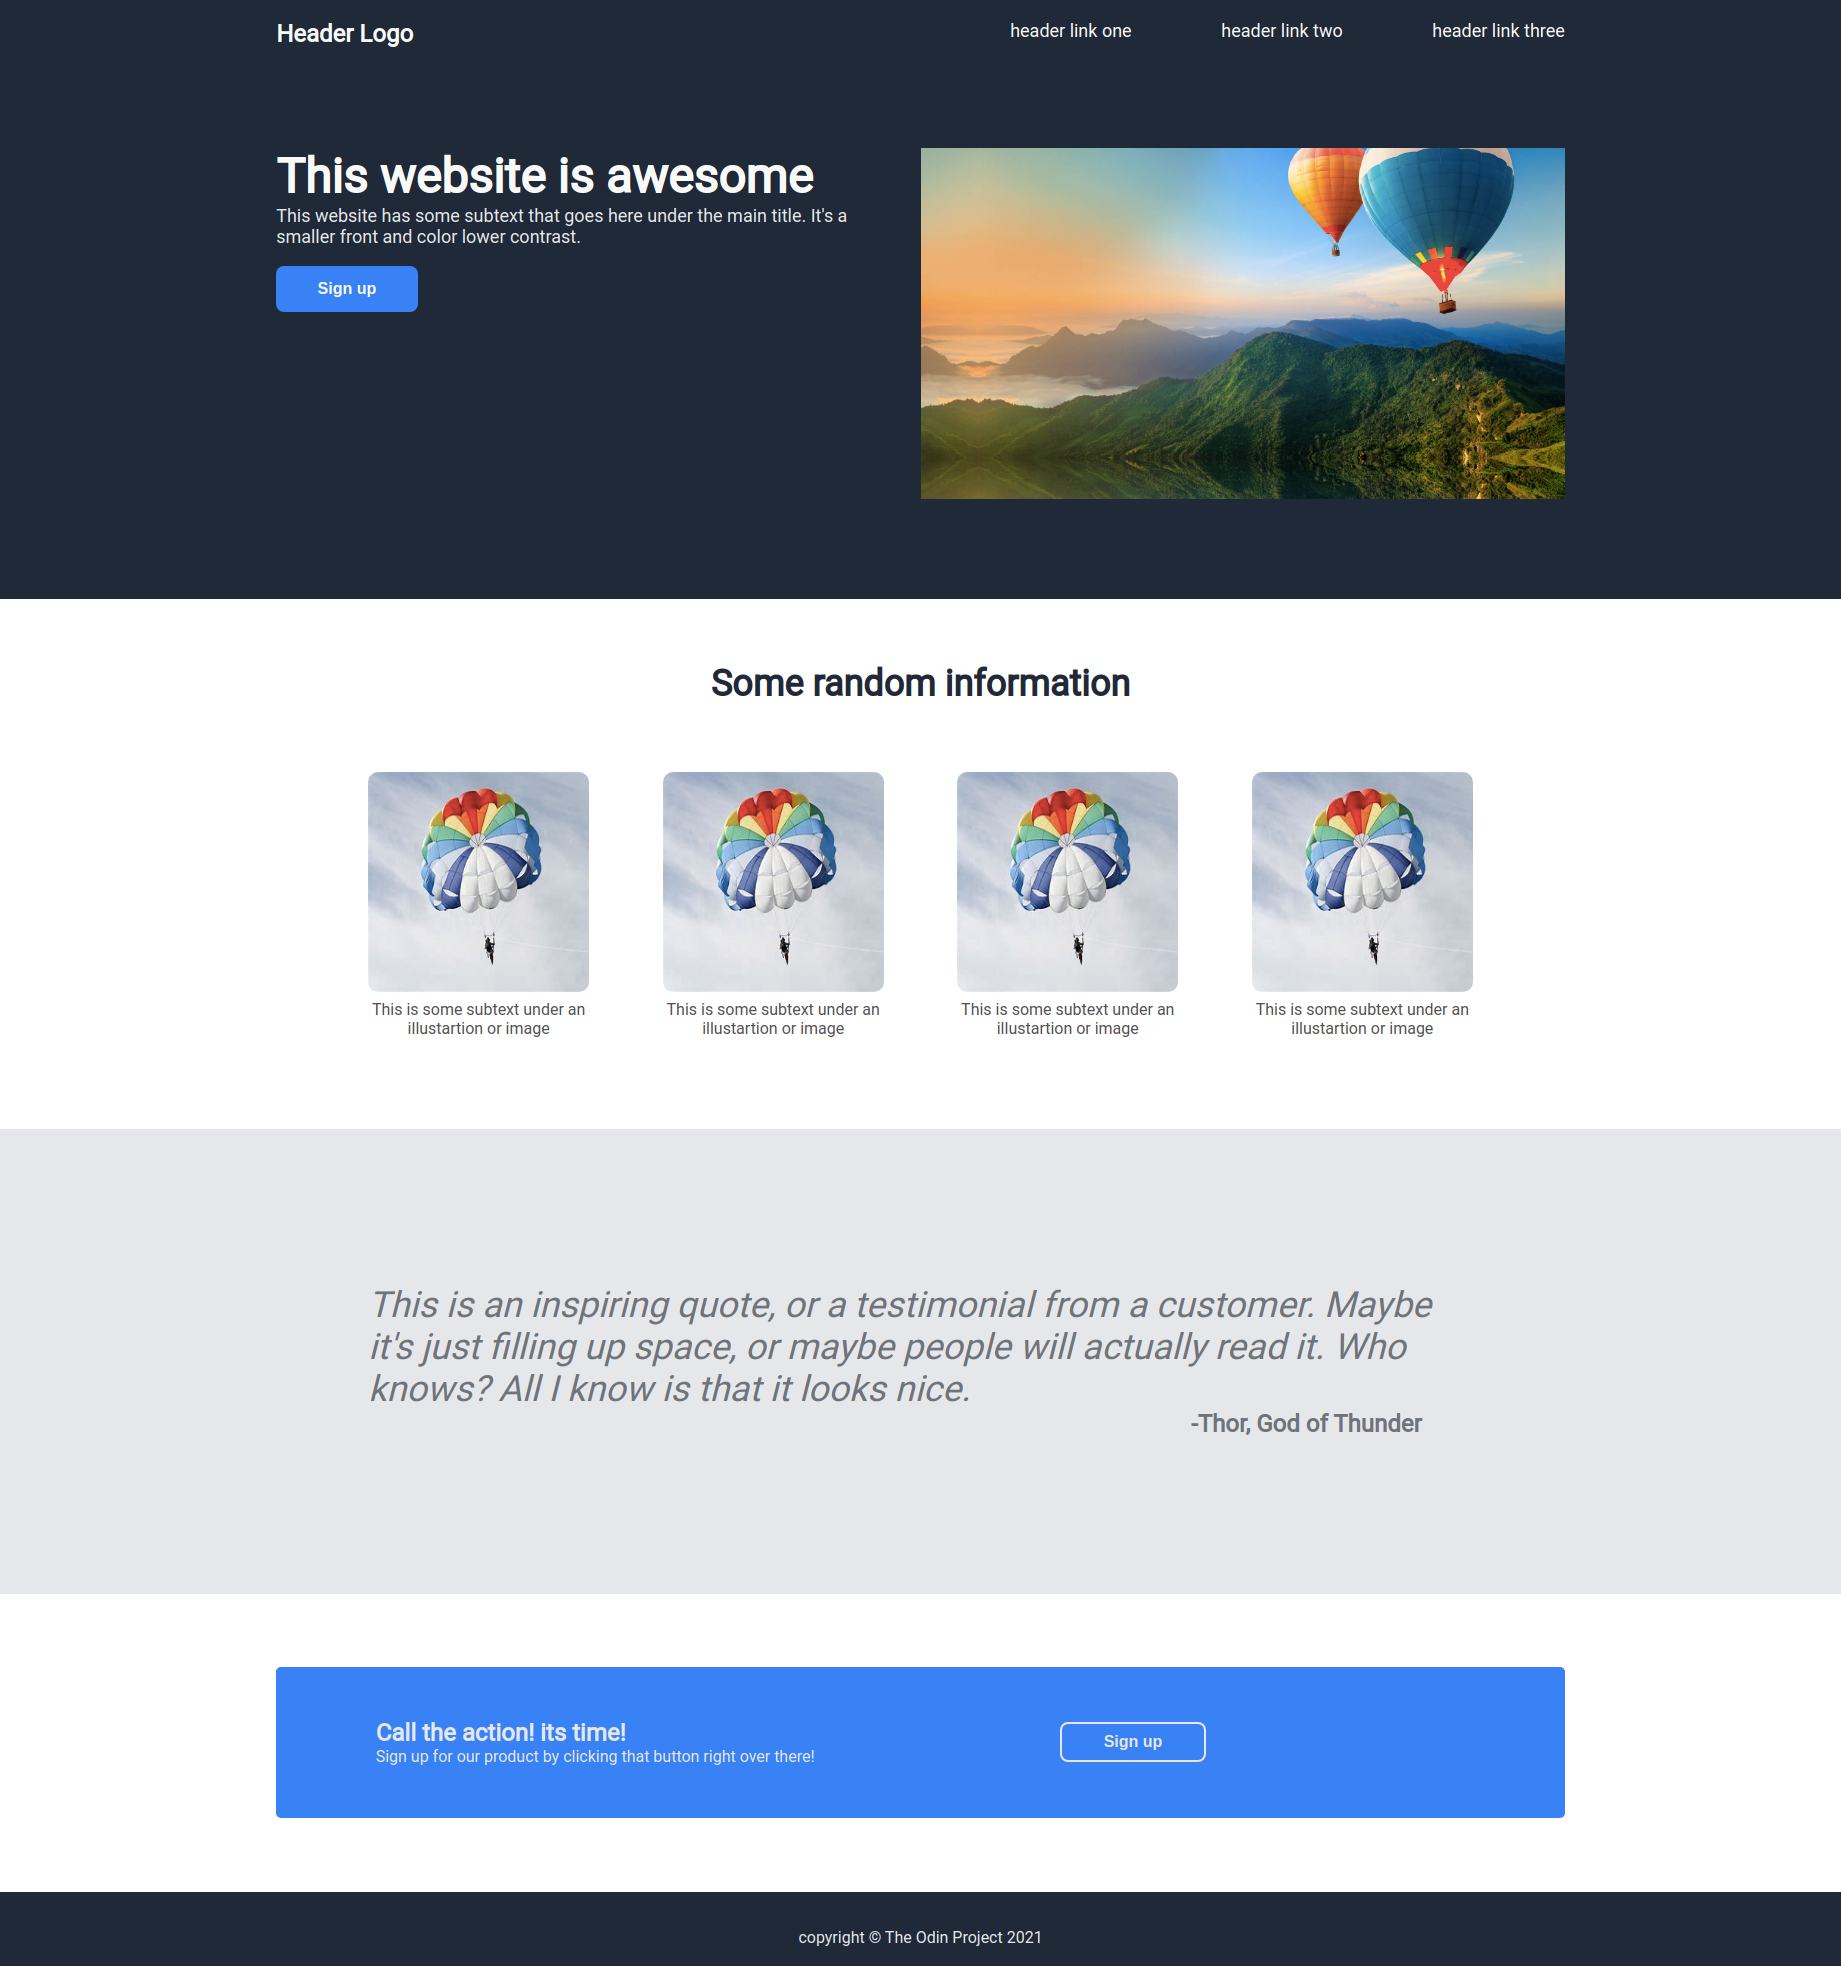 Header Logo
header link one
header link two
header link three
This website is awesome
This website has some subtext that goes here under the main title. It's a
smaller front and color lower contrast.
Sign up
Some random information
This is some subtext under an
illustartion or image
This is some subtext under an
illustartion or image
This is some subtext under an
illustartion or image
This is some subtext under an
illustartion or image
This is an inspiring quote, or a testimonial from a customer. Maybe
it's just filling up space, or maybe people will actually read it. Who
knows? All I know is that it looks nice.
-Thor, God of Thunder
Call the action! its time!
Sign up for our product by clicking that button right over there!
Sign up
copyright © The Odin Project 2021